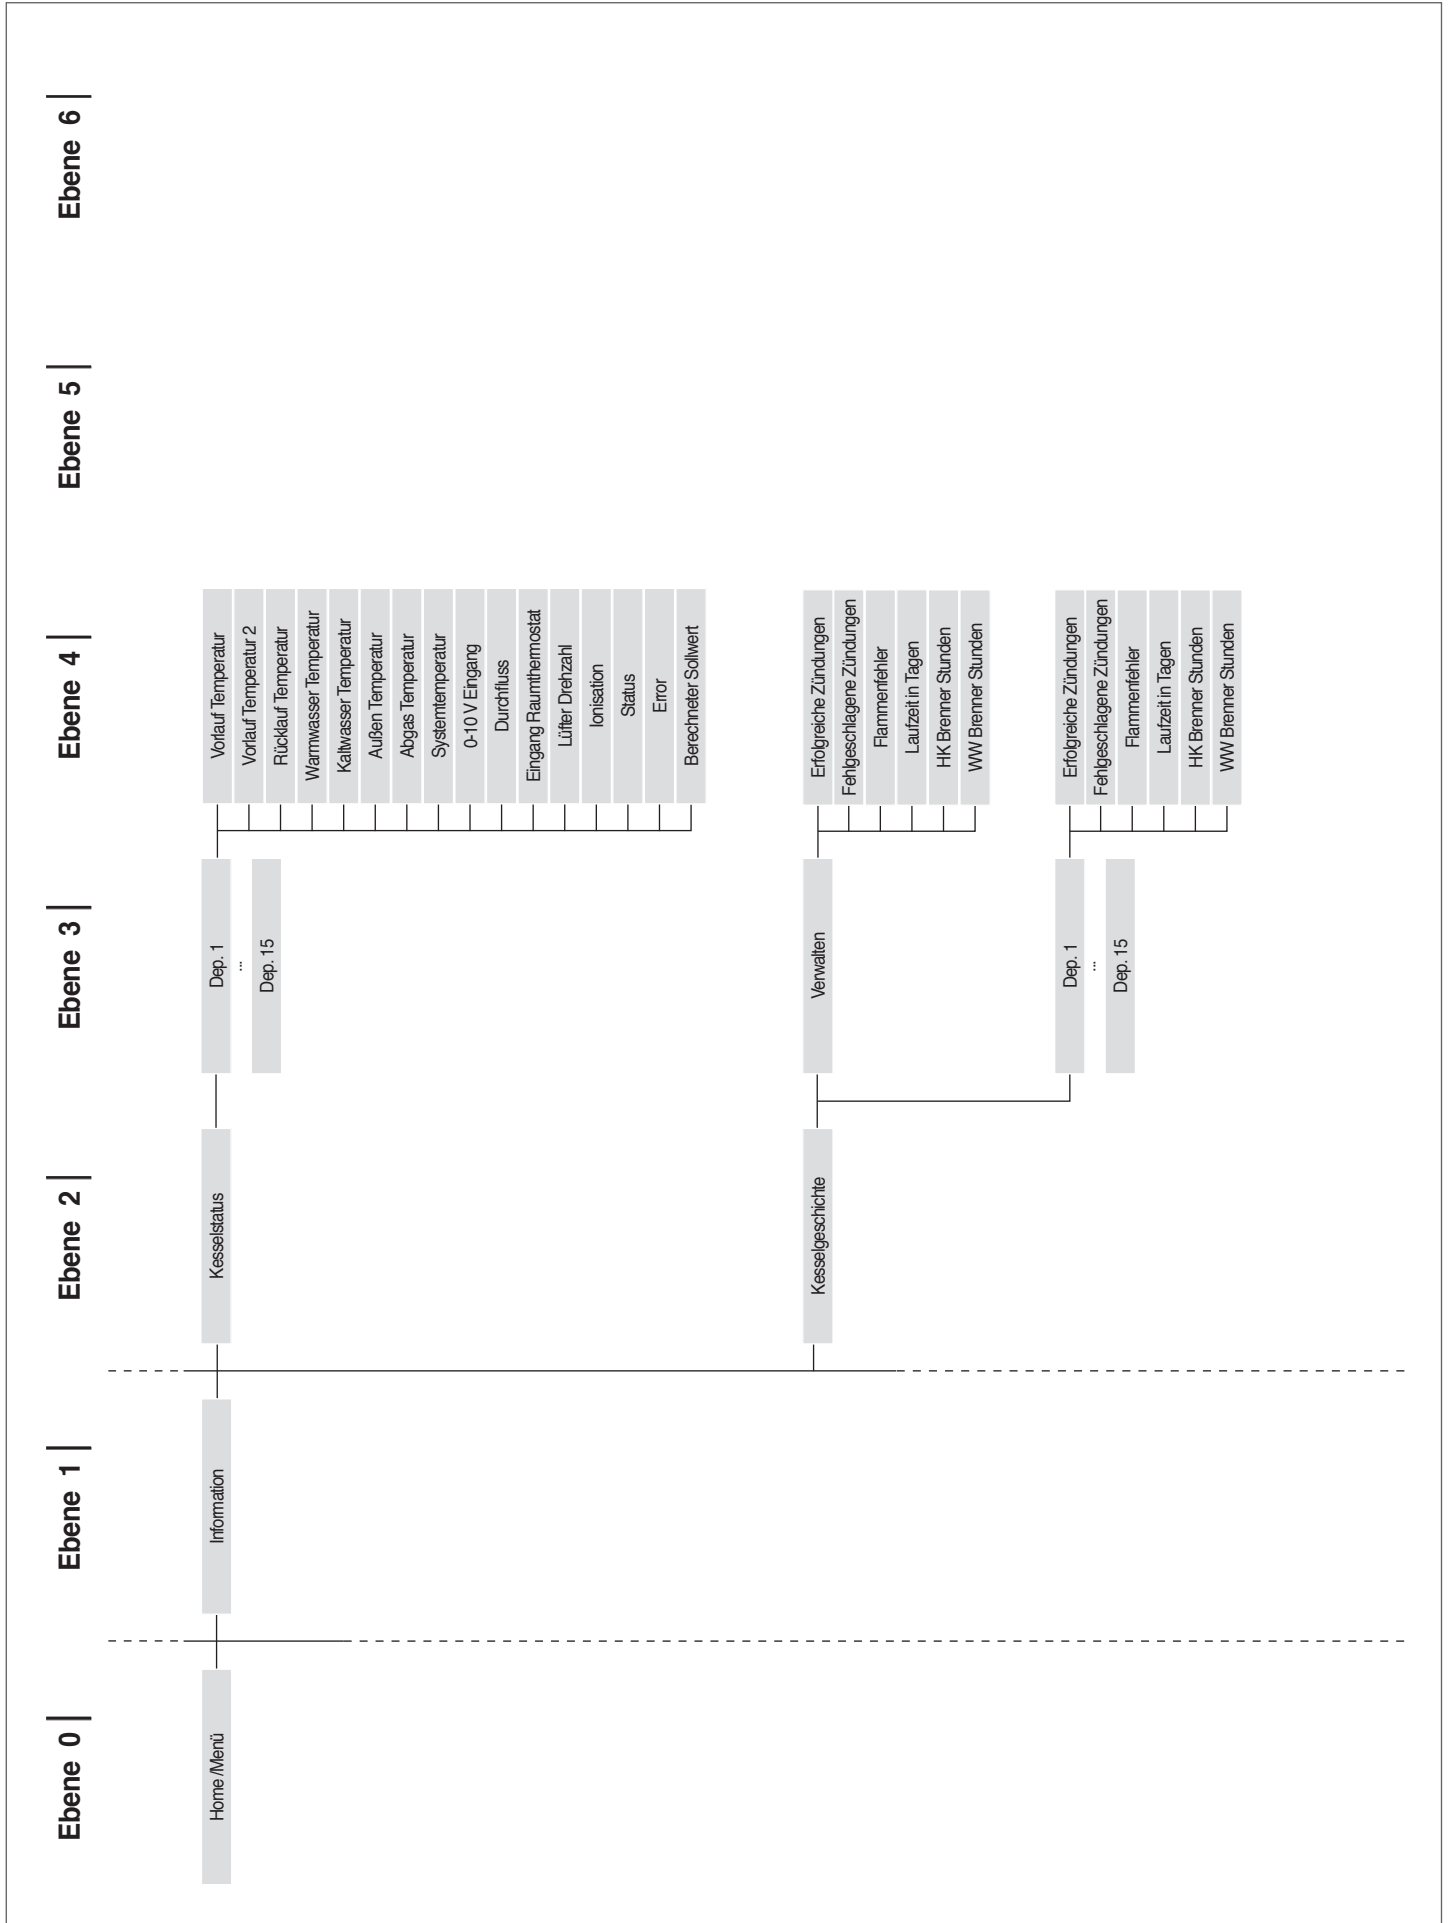 Ebene 0
Ebene 1
Ebene 2
Ebene 3
Ebene 4
Ebene 5
Ebene 6
Home /Menü
Information
Kesselstatus
Dep. 1
...
Dep. 15
Vorlauf Temperatur
Vorlauf Temperatur 2
Rücklauf Temperatur
Warmwasser Temperatur
Kaltwasser Temperatur
Außen Temperatur
Abgas Temperatur
Systemtemperatur
0-10 V Eingang
Durchfluss
Eingang Raumthermostat
Lüfter Drehzahl
Ionisation
Status
Error
Berechneter Sollwert
Kesselgeschichte
Verwalten
Erfolgreiche Zündungen
Fehlgeschlagene Zündungen
Flammenfehler
Laufzeit in Tagen
HK Brenner Stunden
WW Brenner Stunden
Dep. 1
...
Dep. 15
Erfolgreiche Zündungen
Fehlgeschlagene Zündungen
Flammenfehler
Laufzeit in Tagen
HK Brenner Stunden
WW Brenner Stunden